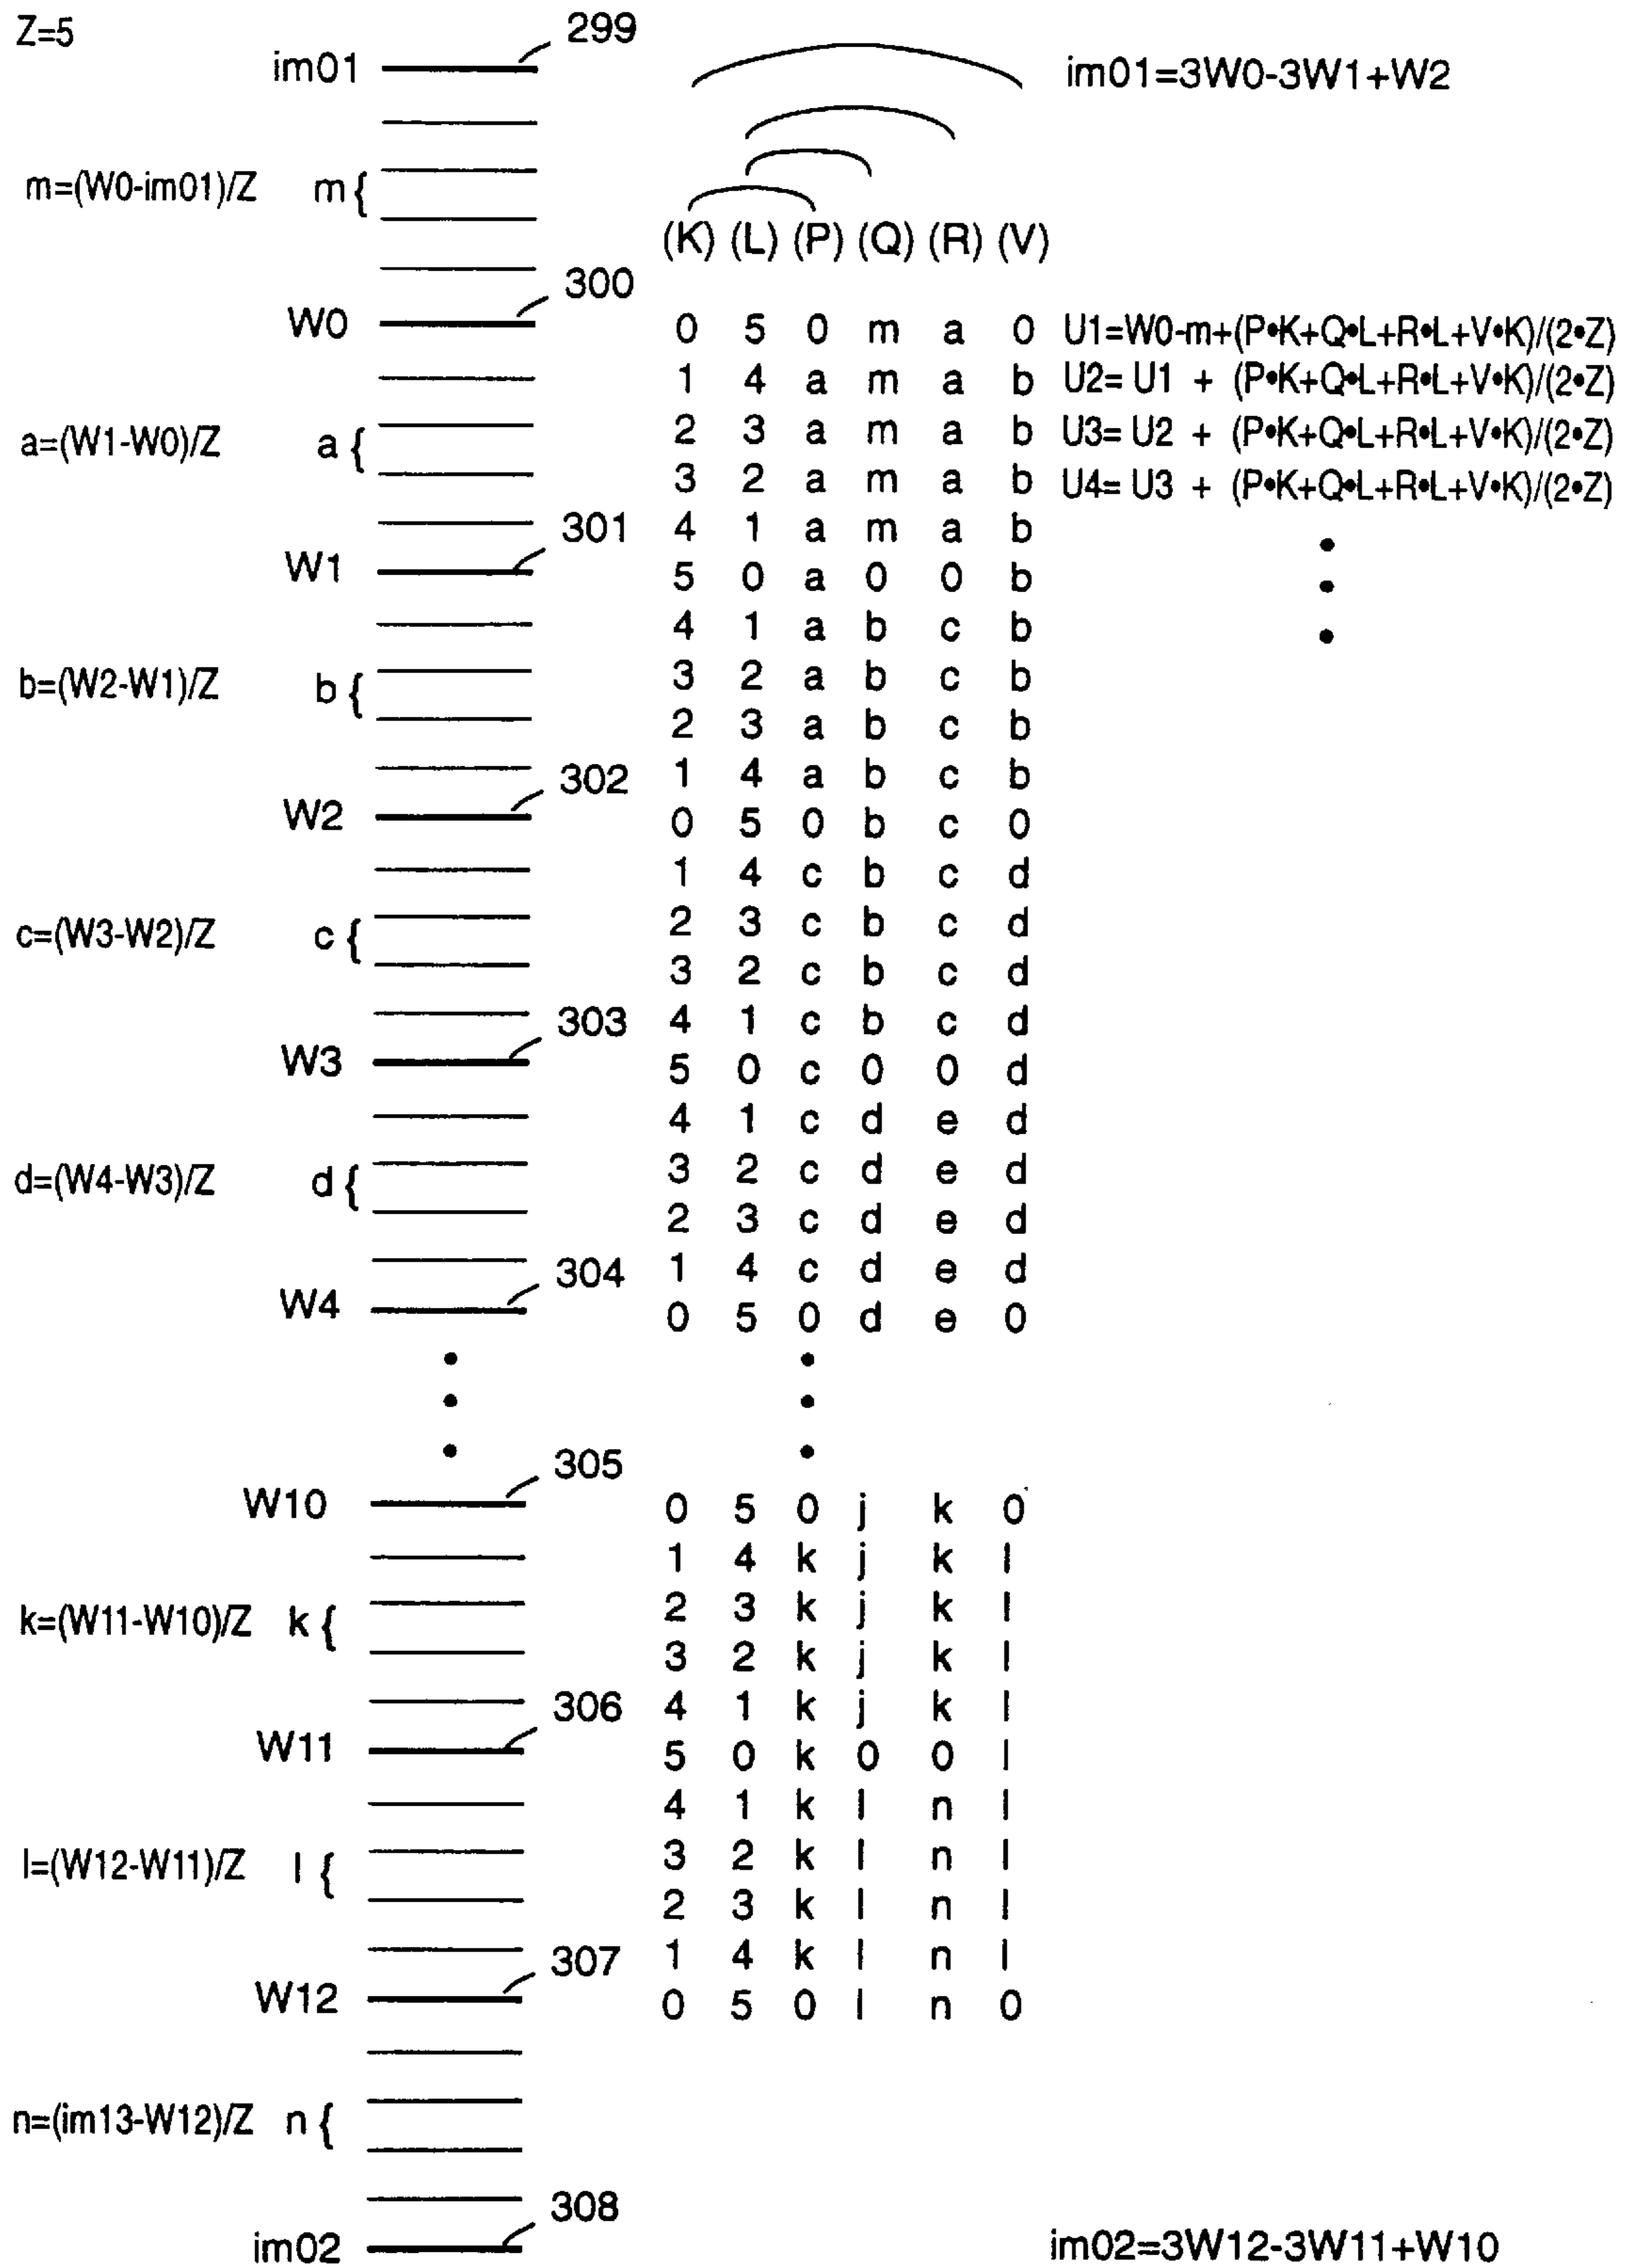 Z=5
299
im01
im01=3W0-3W1+W2
m=(W0-im01)/Z m{
(K) (L) (P) (Q) (R) (V)
300
W0 0 5 0 m a 0 U1=W0-m+(P•K+Q•L+R•L+V•K)/(2•Z)
1 4 a m a b U2= U1 + (P•K+Q•L+R•L+V•K)/(2•Z)
a=(W1-W0)/Z a{ 2 3 a m a b U3= U2 + (P•K+Q•L+R•L+V•K)/(2•Z)
3 2 a m a b U4= U3 + (P•K+Q•L+R•L+V•K)/(2•Z)
301 4 1 a m a b
W1 5 0 a 0 0 b
4 1 a b c b
b=(W2-W1)/Z b{ 3 2 a b c b
2 3 a b c b
302 1 4 a b c b
W2 0 5 0 b c 0
1 4 c b c d
c=(W3-W2)/Z c{ 2 3 c b c d
3 2 c b c d
303 4 1 c b c d
W3 5 0 c 0 0 d
4 1 c d e d
d=(W4-W3)/Z d{ 3 2 c d e d
2 3 c d e d
304 1 4 c d e d
W4 0 5 0 d e 0
305
W10 0 5 0 j k 0
1 4 k j k l
k=(W11-W10)/Z k{ 2 3 k j k l
3 2 k j k l
306 4 1 k j k l
W11 5 0 k 0 0 l
4 1 k l n l
l=(W12-W11)/Z l{ 3 2 k l n l
2 3 k l n l
307 1 4 k l n l
W12 0 5 0 l n 0
n=(im13-W12)/Z n{
308
im02
im02=3W12-3W11+W10